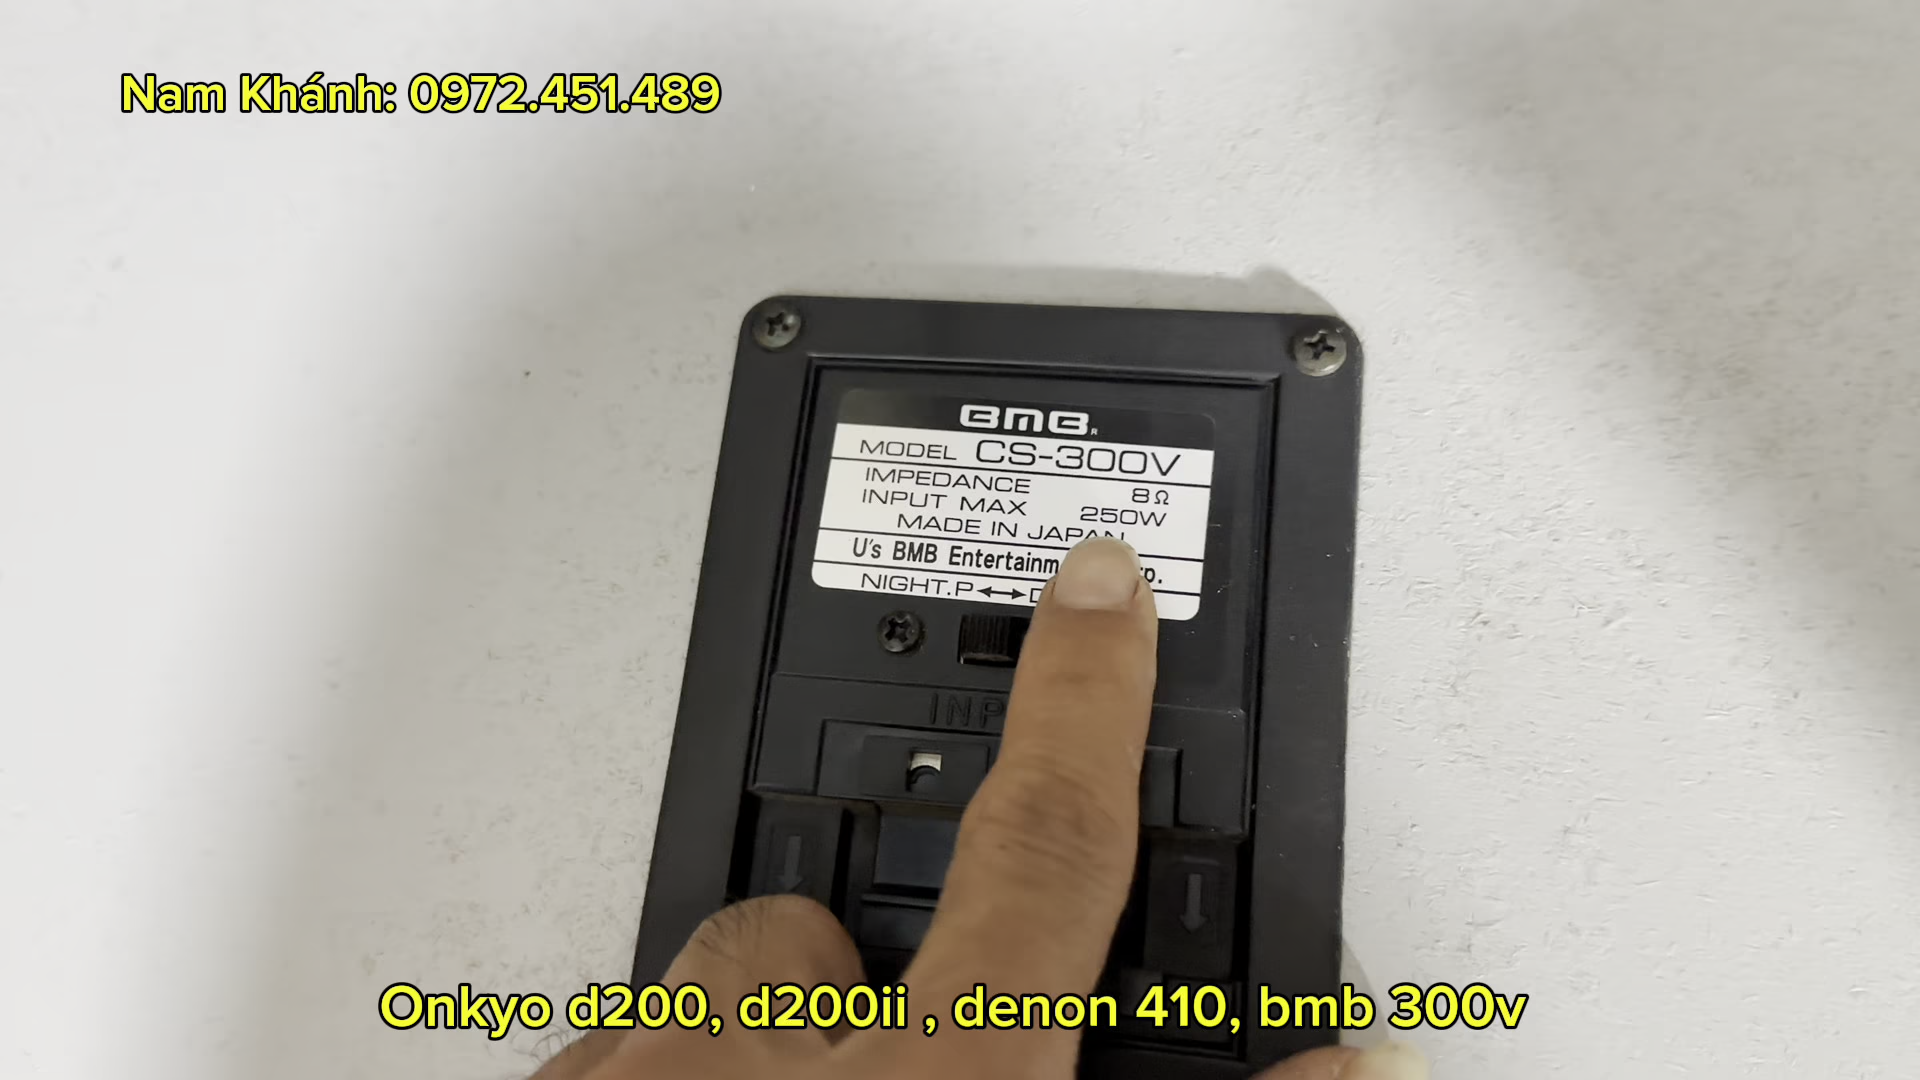 Nam Khánh: 0972.451.489
BMB
MODEL CS-300V
IMPEDANCE 8Ω
INPUT MAX 250W
MADE IN JAPAN
U's BMB
NIGHT.P↔
Onkyo d200, d200ii , denon 410, bmb 300v